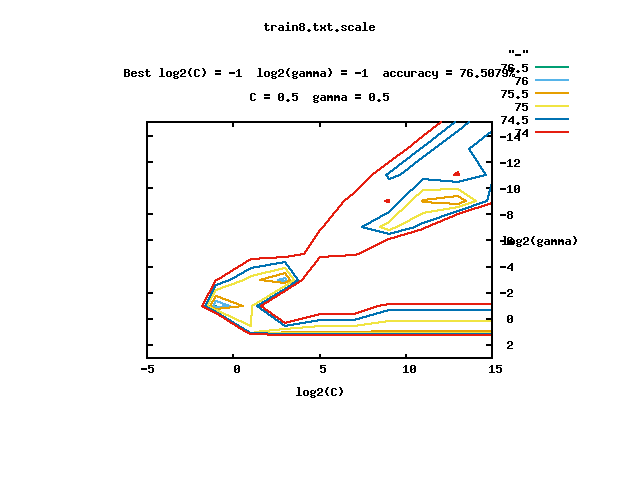 train8.txt.scale
"-"
Best log2(C) = -1  log2(gamma) = -1  accuracy = 76.5079%
C = 0.5  gamma = 0.5
76.5
76
75.5
75
74.5
74
-14
-12
-10
-8
-6
log2(gamma)
-4
-2
0
2
-5 0 5 10 15
log2(C)